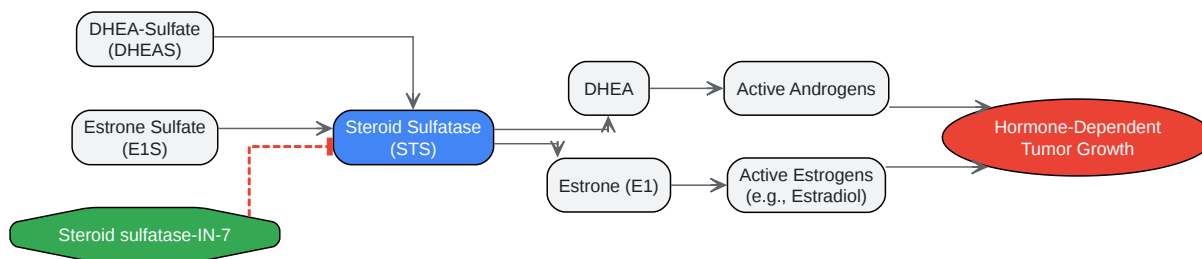 DHEA-Sulfate
(DHEAS)
Estrone Sulfate
(E1S)
Steroid sulfatase-IN-7
Steroid Sulfatase
(STS)
DHEA
Estrone (E1)
Active Androgens
Active Estrogens
(e.g., Estradiol)
Hormone-Dependent
Tumor Growth